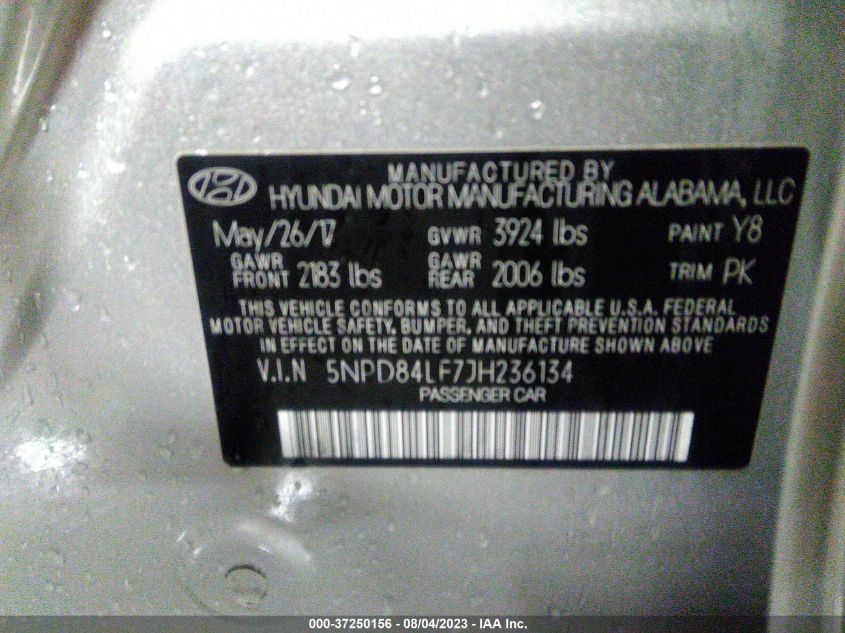 MANUFACTURED BY
HYUNDAI MOTOR MANUFACTURING ALABAMA, LLC
May/26/17 GVWR 3924 lbs PAINT Y8
GAWR FRONT 2183 lbs GAWR REAR 2006 lbs TRIM PK
THIS VEHICLE CONFORMS TO ALL APPLICABLE U.S.A. FEDERAL
MOTOR VEHICLE SAFETY, BUMPER, AND THEFT PREVENTION STANDARDS
IN EFFECT ON THE DATE OF MANUFACTURE SHOWN ABOVE
V.I.N 5NPD84LF7JH236134
PASSENGER CAR
000-37250156 - 08/04/2023 - IAA Inc.